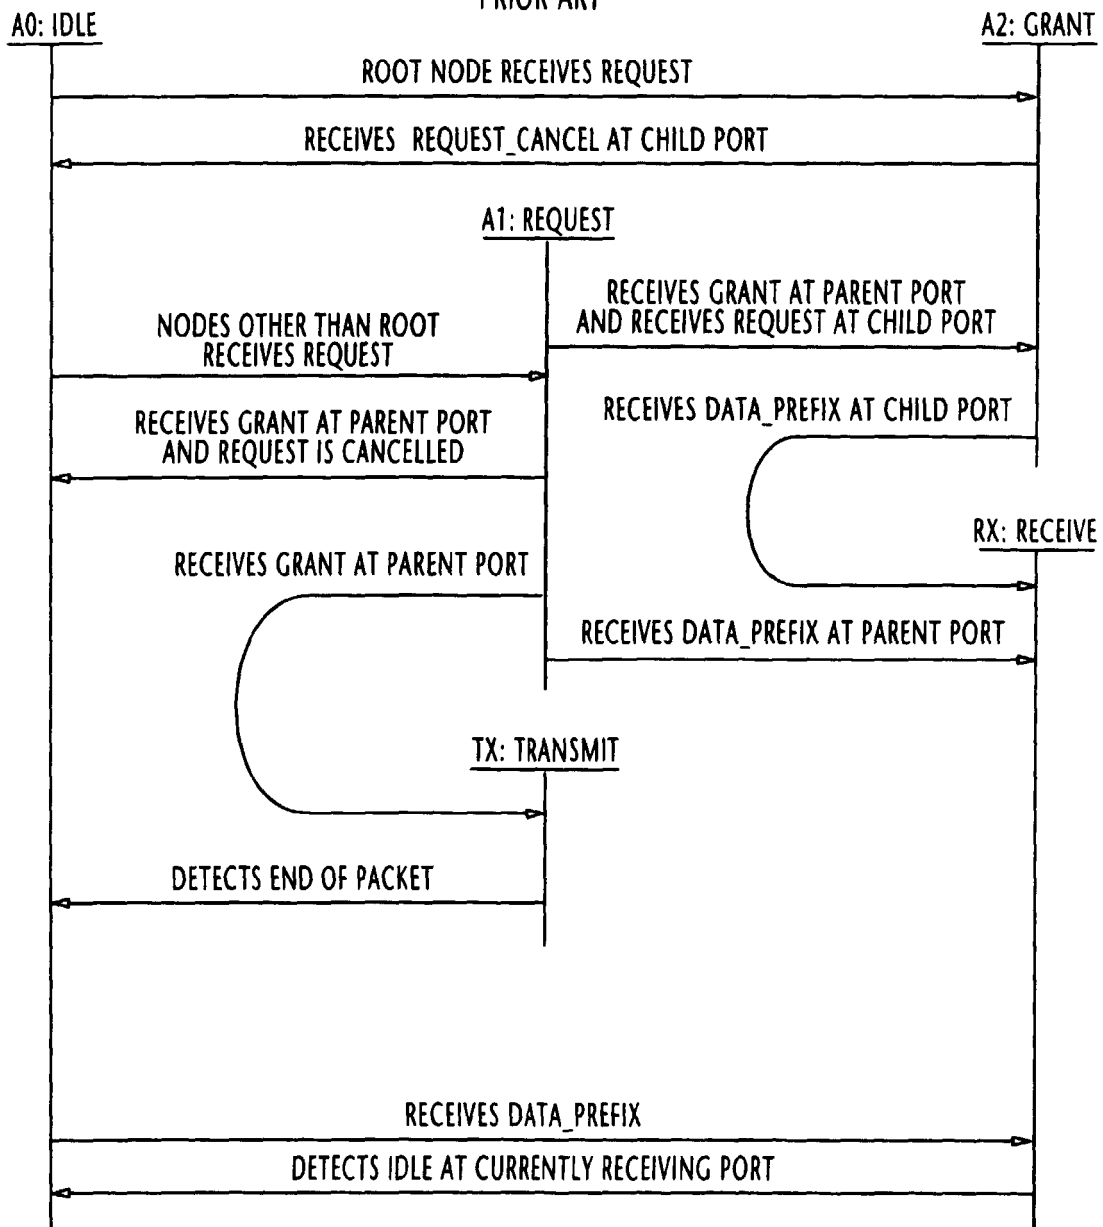 PRIOR ART
A0: IDLE
A2: GRANT
ROOT NODE RECEIVES REQUEST
RECEIVES REQUEST_CANCEL AT CHILD PORT
A1: REQUEST
RECEIVES GRANT AT PARENT PORT
AND RECEIVES REQUEST AT CHILD PORT
NODES OTHER THAN ROOT
RECEIVES REQUEST
RECEIVES DATA_PREFIX AT CHILD PORT
RECEIVES GRANT AT PARENT PORT
AND REQUEST IS CANCELLED
RX: RECEIVE
RECEIVES GRANT AT PARENT PORT
RECEIVES DATA_PREFIX AT PARENT PORT
TX: TRANSMIT
DETECTS END OF PACKET
RECEIVES DATA_PREFIX
DETECTS IDLE AT CURRENTLY RECEIVING PORT